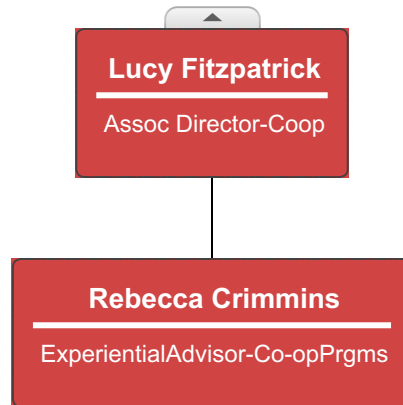 Lucy Fitzpatrick
Assoc Director-Coop
Rebecca Crimmins
ExperientialAdvisor-Co-opPrgms